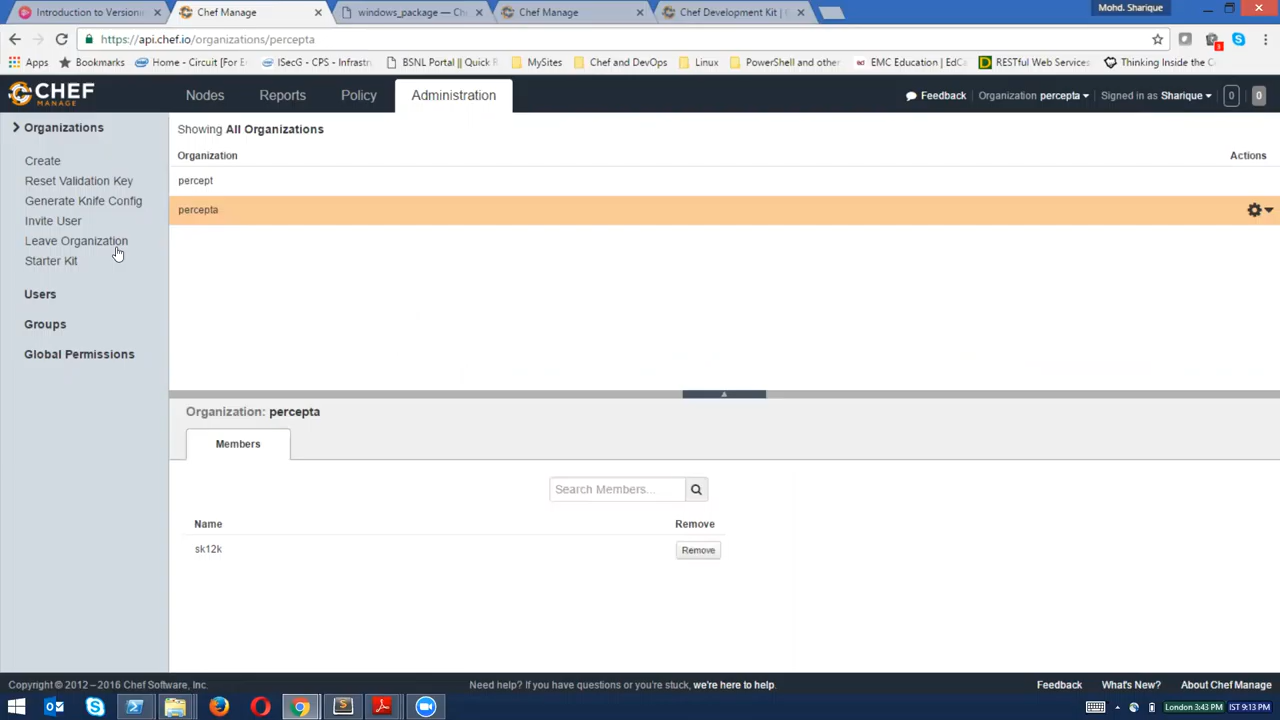 Introduction to Versionin
Chef Manage
windows_package — Ch
Chef Manage
Chef Development Kit |
Mohd. Sharique
https://api.chef.io/organizations/percepta
Apps
Bookmarks
Home - Circuit [For E
ISecG - CPS - Infrastr
BSNL Portal || Quick R
MySites
Chef and DevOps
Linux
PowerShell and other
EMC Education | EdCa
RESTful Web Services
Thinking Inside the C
CHEF
MANAGE
Nodes
Reports
Policy
Administration
Feedback
Organization percepta
Signed in as Sharique
0
0
Organizations
Create
Reset Validation Key
Generate Knife Config
Invite User
Leave Organization
Starter Kit
Users
Groups
Global Permissions
Showing All Organizations
Organization
Actions
percept
percepta
Organization: percepta
Members
Search Members...
Name
Remove
sk12k
Remove
Copyright © 2012 – 2016 Chef Software, Inc.
Need help? If you have questions or you're stuck, we're here to help.
Feedback
What's New?
About Chef Manage
London 3:43 PM
IST 9:13 PM